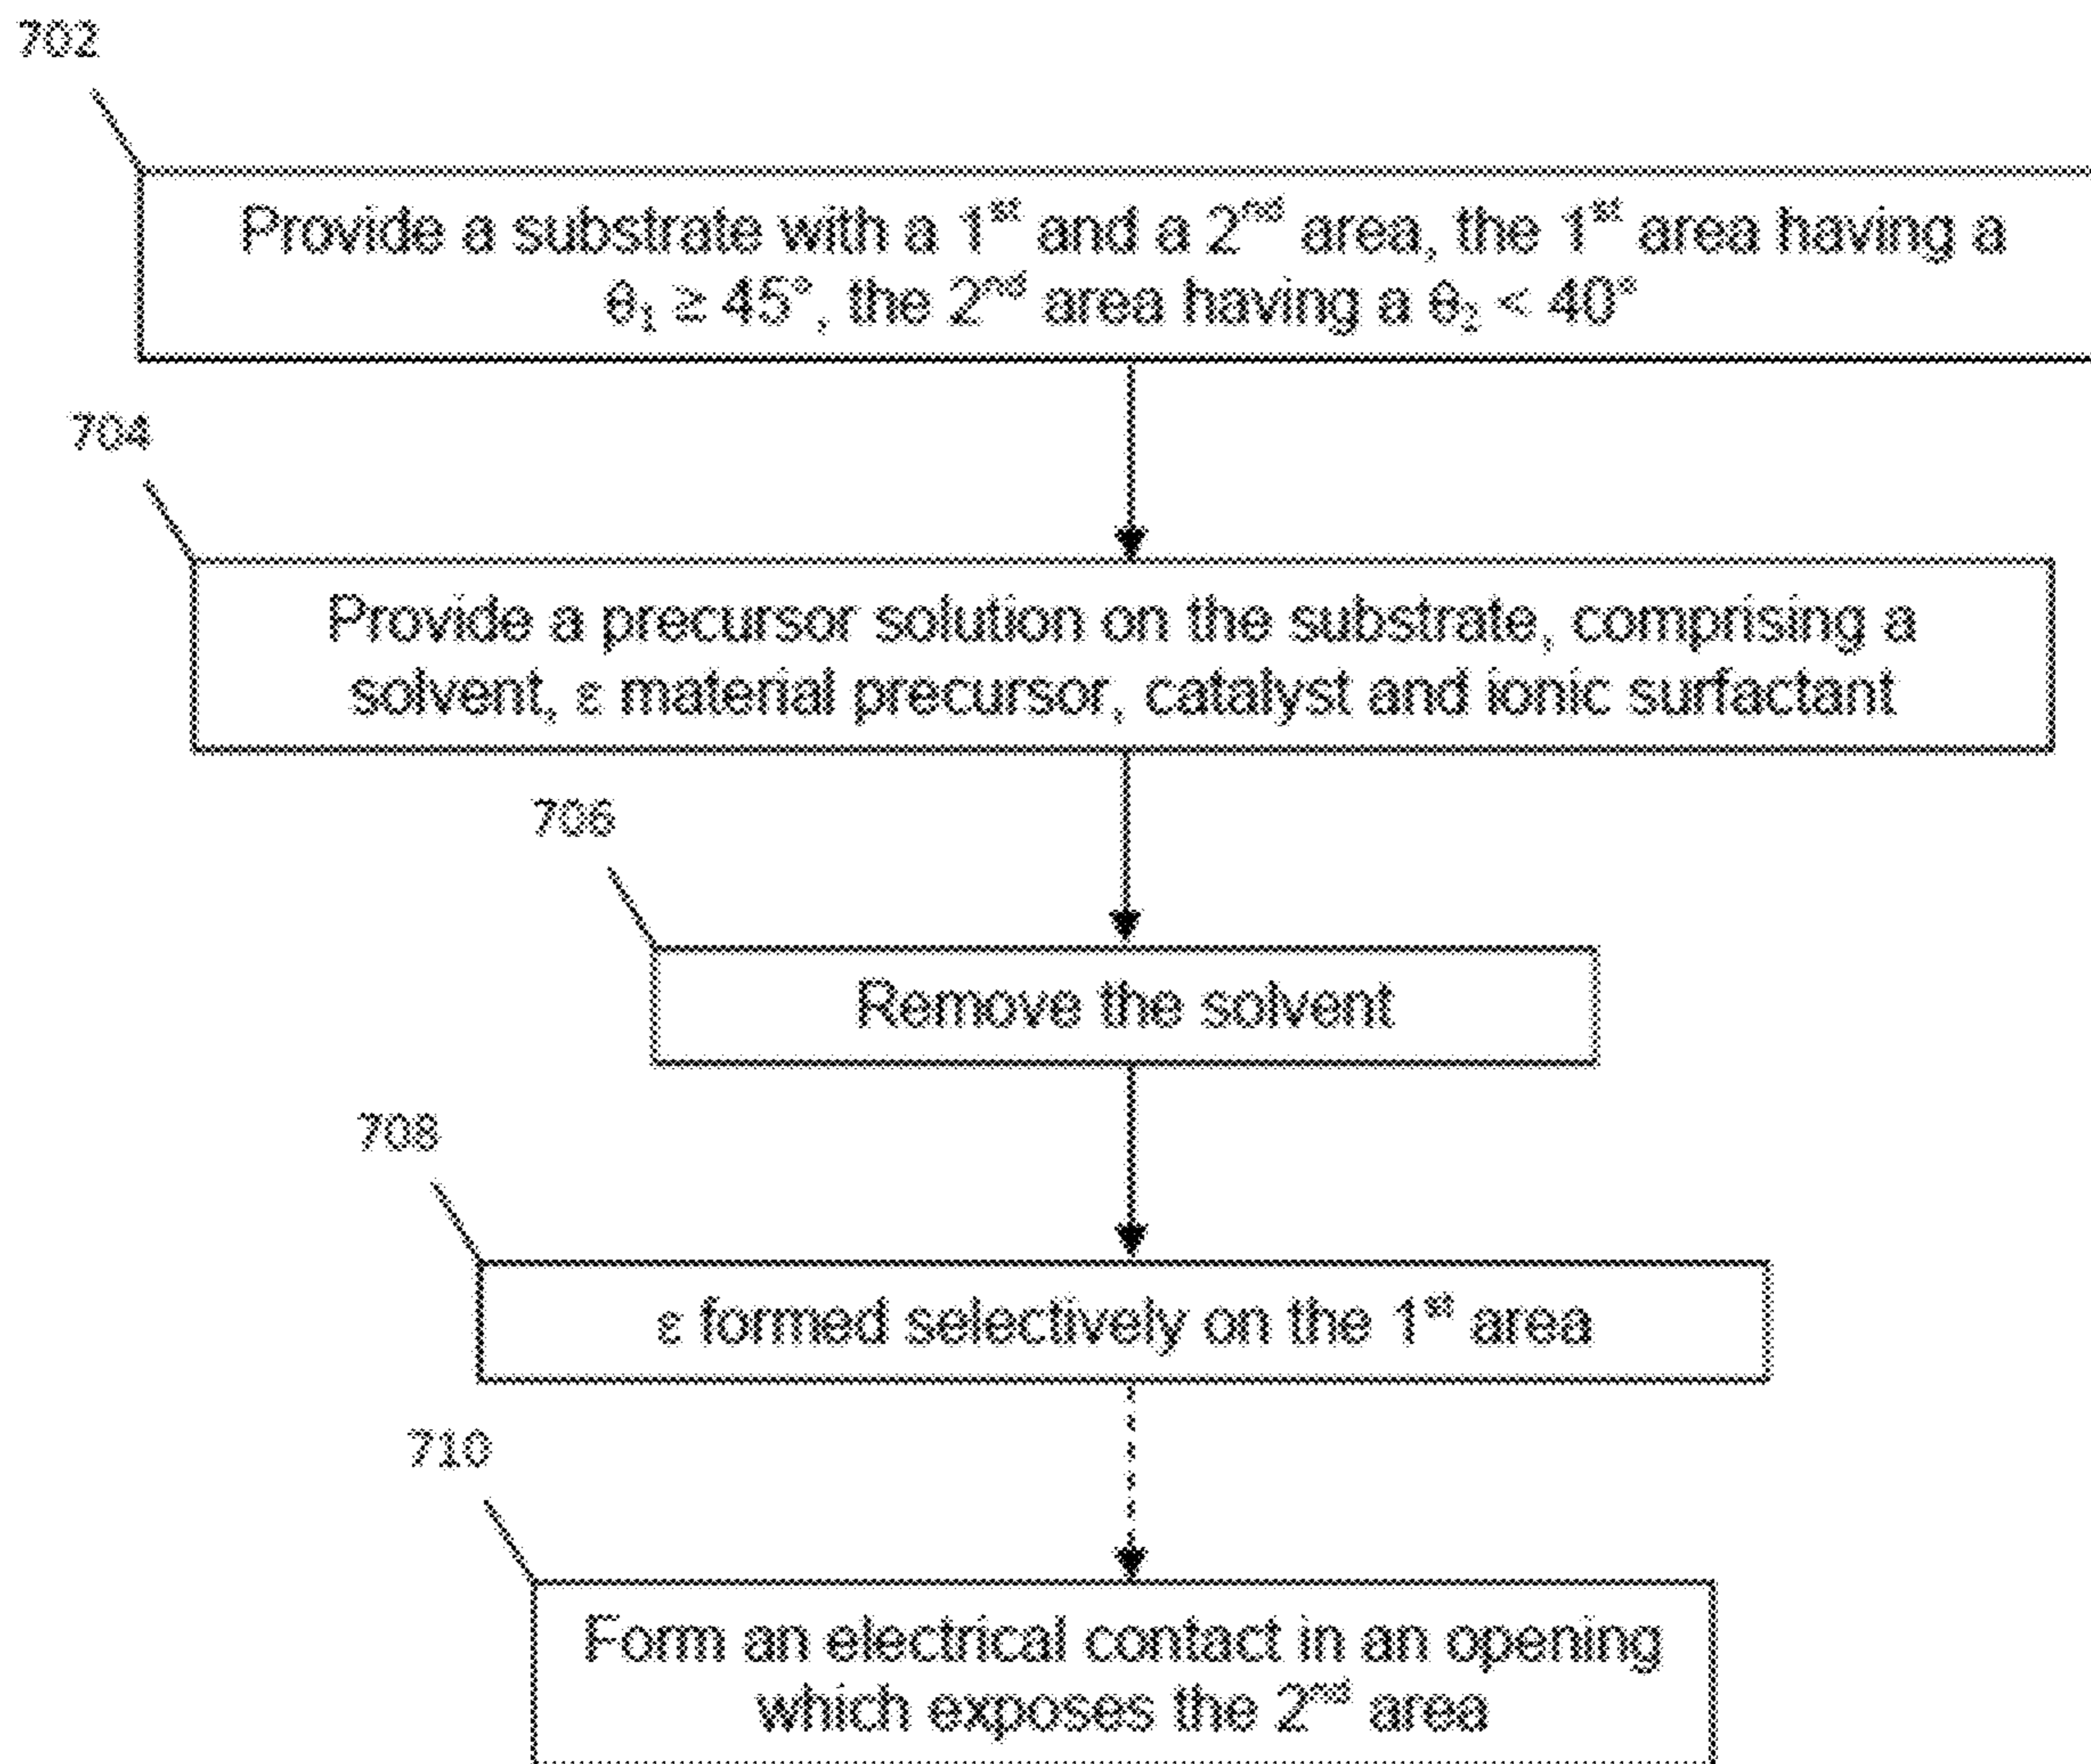 702
Provide a substrate with a 1st and a 2nd area, the 1st area having a
θ₁ ≥ 45°, the 2nd area having a θ₂ < 40°
704
Provide a precursor solution on the substrate, comprising a
solvent, ε material precursor, catalyst and ionic surfactant
706
Remove the solvent
708
ε formed selectively on the 1st area
710
Form an electrical contact in an opening
which exposes the 2nd area